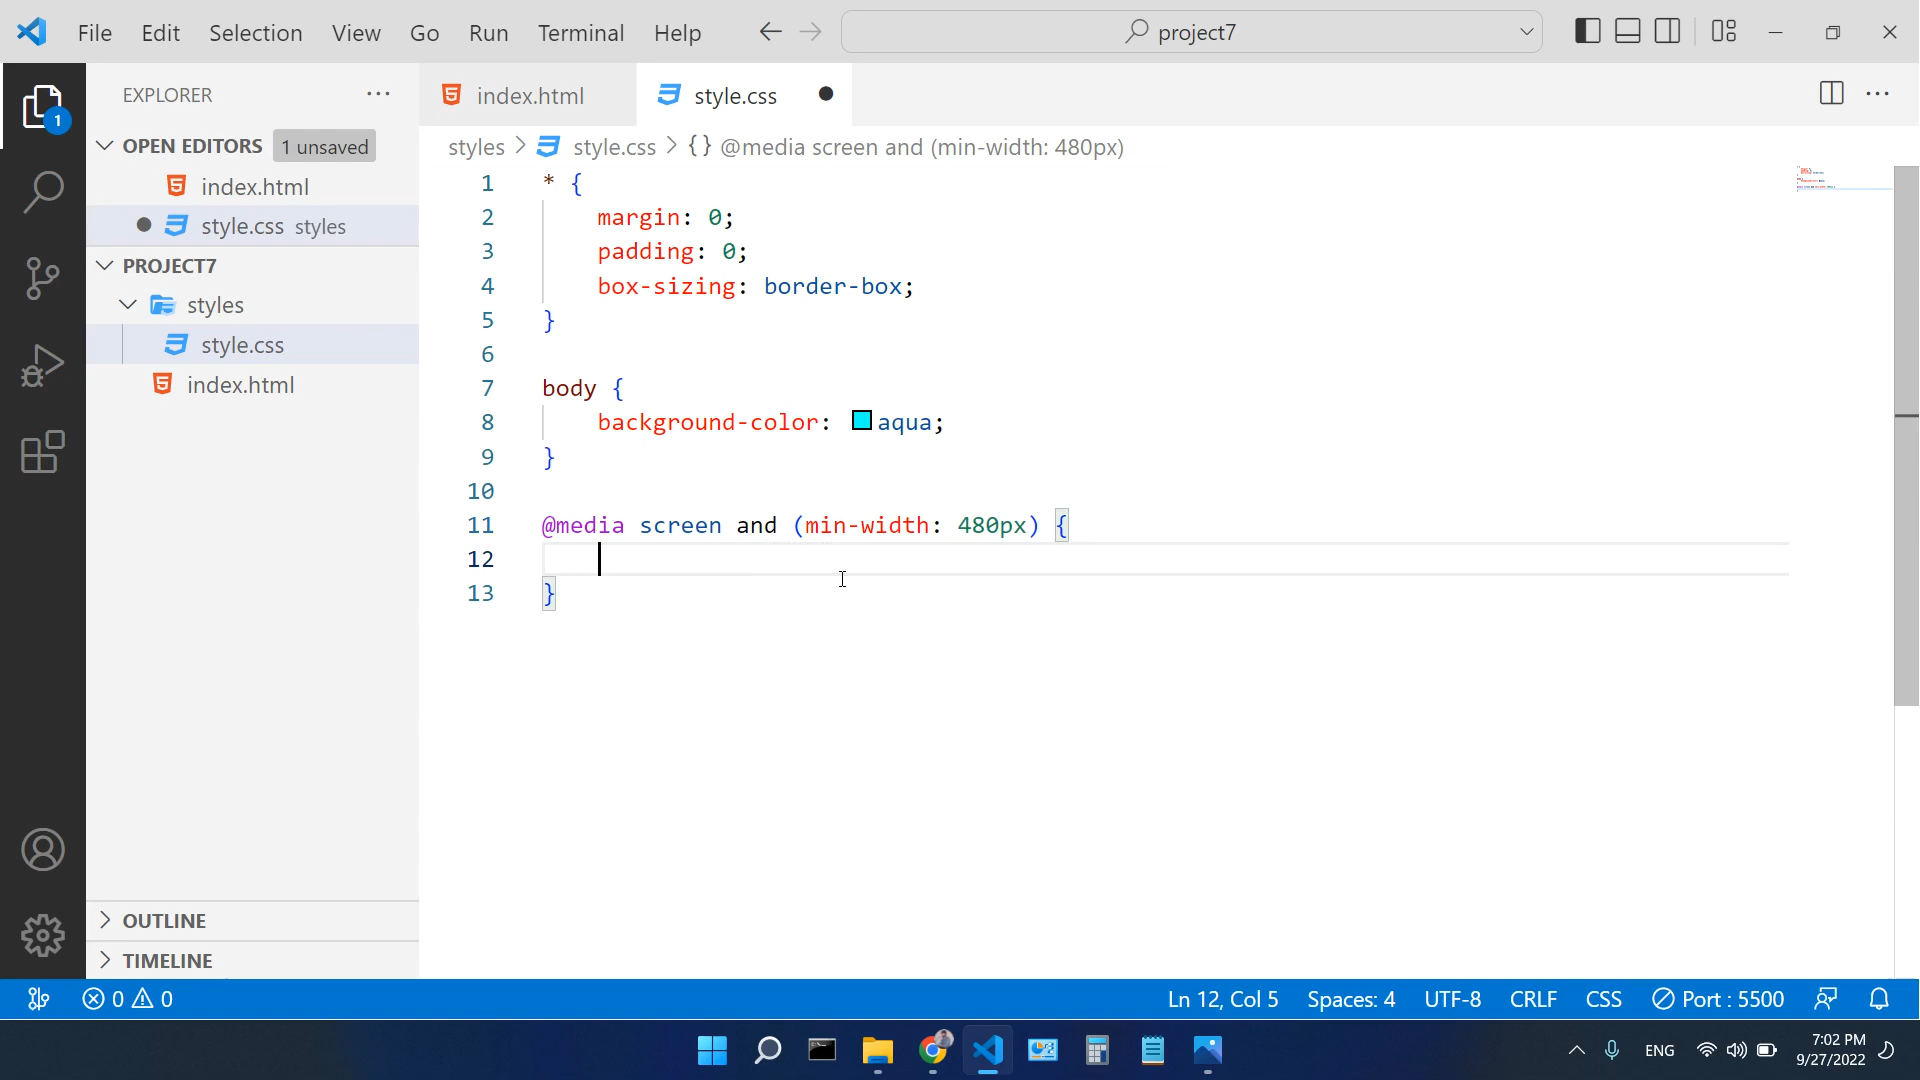 File Edit Selection View Go Run Terminal Help
project7
EXPLORER
1
OPEN EDITORS 1 unsaved
index.html
style.css styles
PROJECT7
styles
style.css
index.html
OUTLINE
TIMELINE
index.html
style.css
styles > style.css > {} @media screen and (min-width: 480px)
1 * {
2 margin: 0;
3 padding: 0;
4 box-sizing: border-box;
5 }
6
7 body {
8 background-color: aqua;
9 }
10
11 @media screen and (min-width: 480px) {
12
13 }
0 0
Ln 12, Col 5 Spaces: 4 UTF-8 CRLF CSS Port : 5500
ENG
7:02 PM
9/27/2022